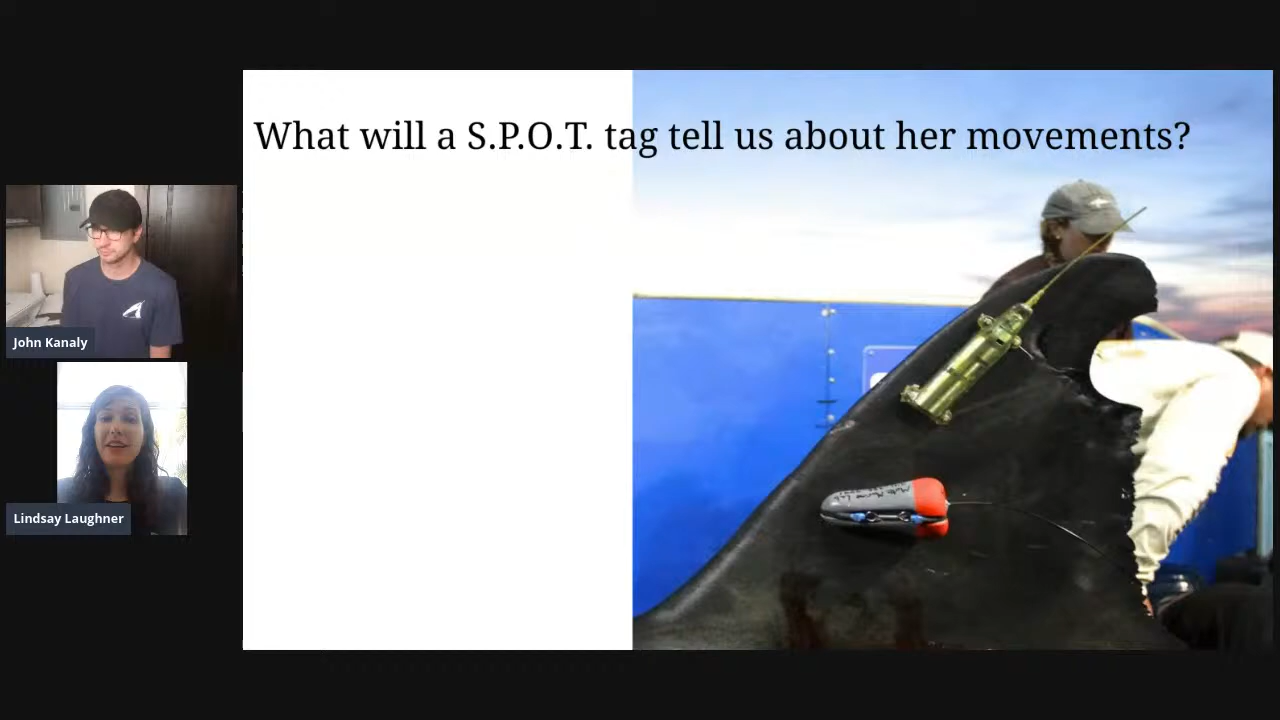 What will a S.P.O.T. tag tell us about her movements?
John Kanaly
Lindsay Laughner